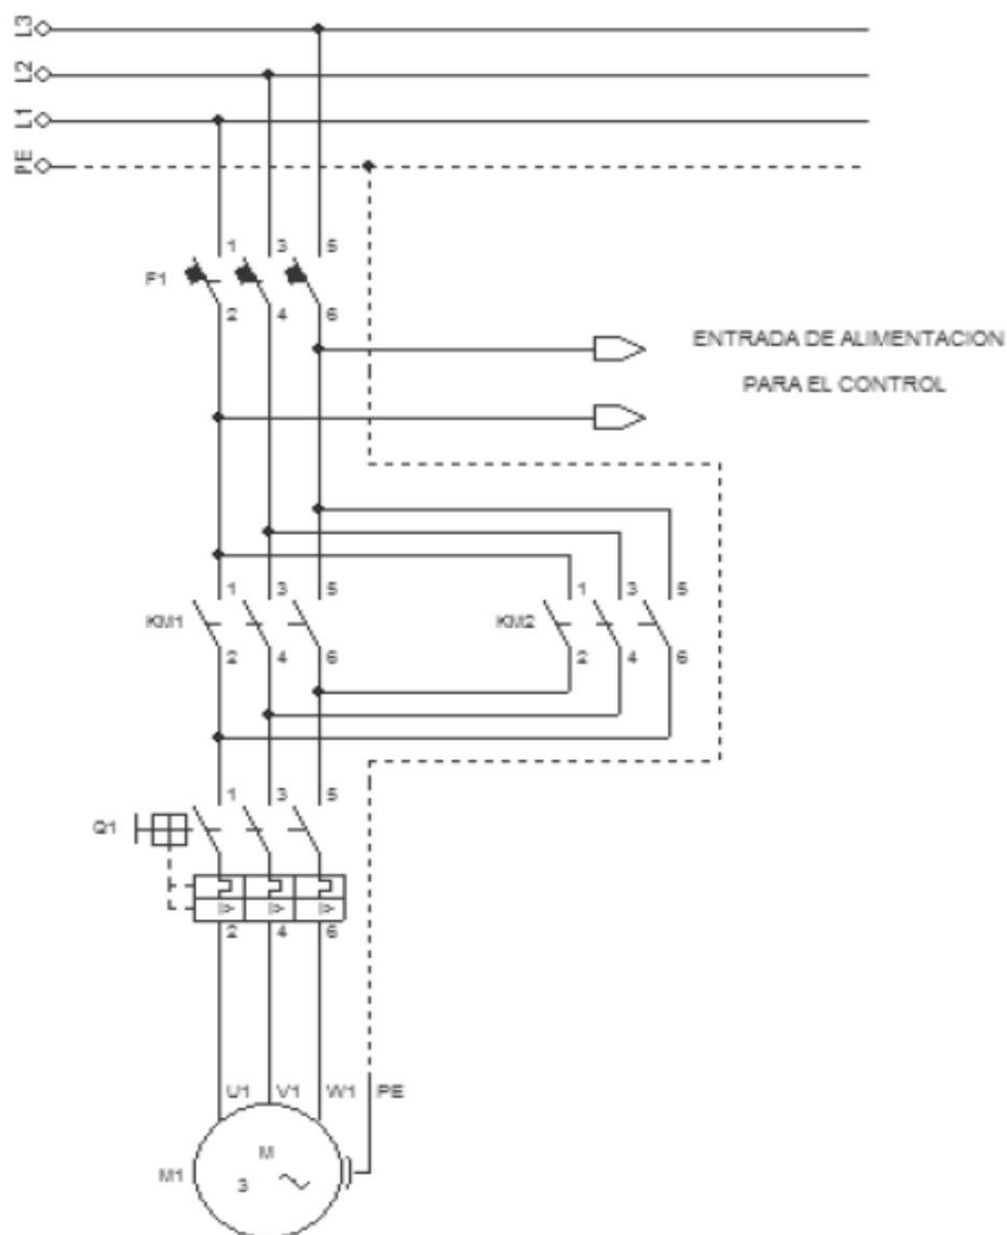 L3
L2
L1
PE
1 3 5
F1
2 4 6
ENTRADA DE ALIMENTACION
PARA EL CONTROL
1 3 5
KM1
2 4 6
1 3 5
KM2
2 4 6
1 3 5
Q1
2 4 6
U1 V1 W1 PE
M
M1
3